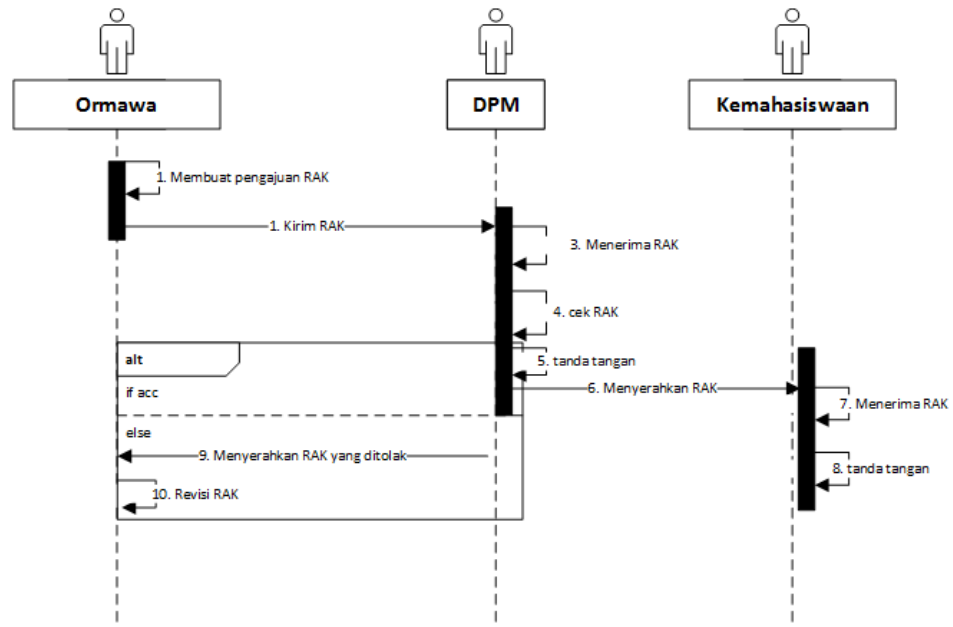 Ormawa
DPM
Kemahasiswaan
1. Membuat pengajuan RAK
1. Kirim RAK
3. Menerima RAK
4. cek RAK
alt
5. tanda tangan
if acc
6. Menyerahkan RAK
7. Menerima RAK
else
9. Menyerahkan RAK yang ditolak
8. tanda tangan
10. Revisi RAK